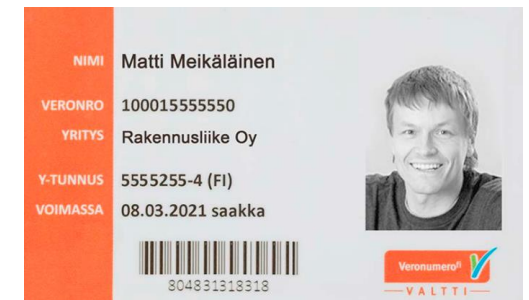 NIMI Matti Meikäläinen
VERONRO 100015555550
YRITYS Rakennusliike Oy
Y-TUNNUS 5555255-4 (FI)
VOIMASSA 08.03.2021 saakka
804831318318
Veronumero.fi
VALTTI